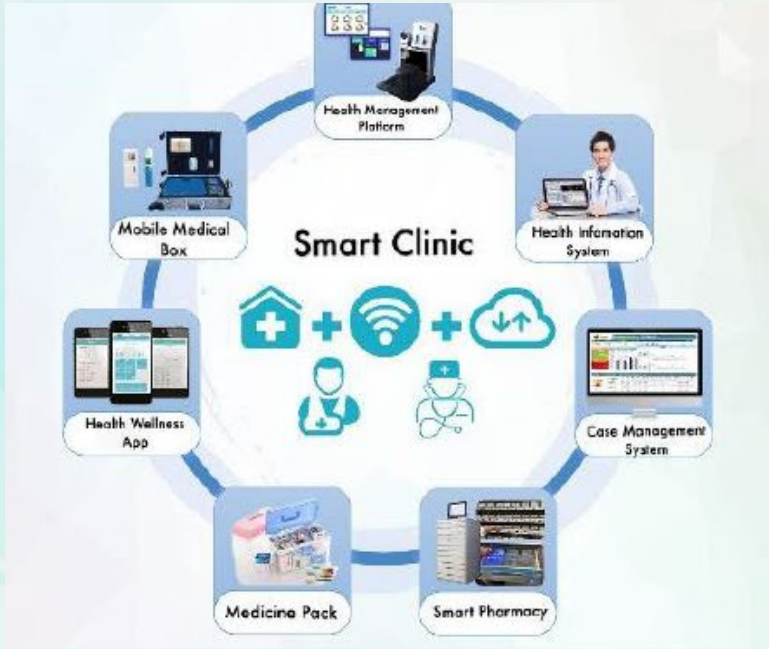 Health Management
Platform
Mobile Medical
Box
Health Infomation
System
Smart Clinic
Health Wellness
App
Case Management
System
Medicine Pack
Smart Pharmacy